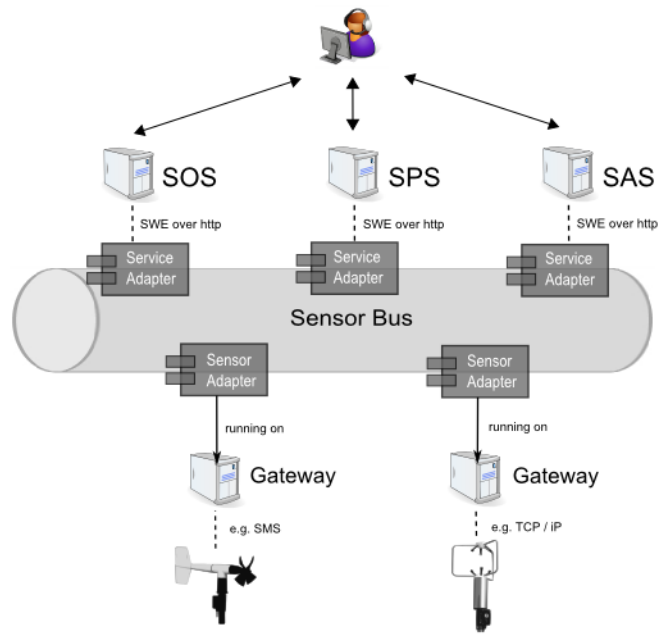 SOS
SPS
SAS
SWE over http
SWE over http
SWE over http
Service
Adapter
Service
Adapter
Service
Adapter
Sensor Bus
Sensor
Adapter
Sensor
Adapter
running on
running on
Gateway
Gateway
e.g. SMS
e.g. TCP / iP